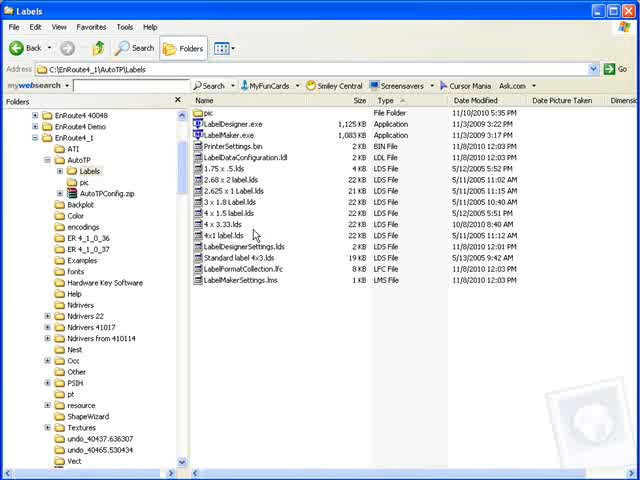 Labels
File Edit View Favorites Tools Help
Back Search Folders
Address C:\EnRoute4_1\AutoTP\Labels Go
mywebsearch Search MyFunCards Smiley Central Screensavers Cursor Mania Ask.com
Folders Name Size Type Date Modified Date Picture Taken Dimensio
EnRoute4 40048
EnRoute4 Demo
EnRoute4_1
ATI
AutoTP
Labels
pic
AutoTPConfig.zip
Backplot
Color
encodings
ER 4_1_0_36
ER 4_1_0_37
Examples
fonts
Hardware Key Software
Help
Ndrivers
Ndrivers 22
Ndrivers 41017
Ndrivers from 410114
Nest
Occ
Other
PSIH
pt
resource
ShapeWizard
Textures
undo_40437.636307
undo_40465.530434
Vect
pic File Folder 11/10/2010 5:35 PM
LabelDesigner.exe 1,125 KB Application 11/3/2009 3:22 PM
LabelMaker.exe 1,083 KB Application 11/3/2009 3:17 PM
PrinterSettings.bin 2 KB BIN File 11/8/2010 12:03 PM
LabelDataConfiguration.ldl 2 KB LDL File 11/8/2010 12:03 PM
1.75 x .5.lds 4 KB LDS File 5/12/2005 5:52 PM
2.68 x 2 label.lds 22 KB LDS File 5/11/2005 12:03 PM
2.625 x 1 Label.lds 21 KB LDS File 5/11/2005 11:15 AM
3 x 1.8 Label.lds 22 KB LDS File 5/11/2005 10:40 AM
4 x 1.5 label.lds 22 KB LDS File 5/12/2005 5:51 PM
4 x 3.33.lds 22 KB LDS File 10/8/2010 8:40 AM
4x1 label.lds 22 KB LDS File 5/11/2005 11:12 AM
LabelDesignerSettings.lds 2 KB LDS File 11/8/2010 12:01 PM
Standard label 4x3.lds 19 KB LDS File 5/13/2005 9:42 AM
LabelFormatCollection.lfc 8 KB LFC File 11/8/2010 12:03 PM
LabelMakerSettings.lms 1 KB LMS File 11/8/2010 12:03 PM